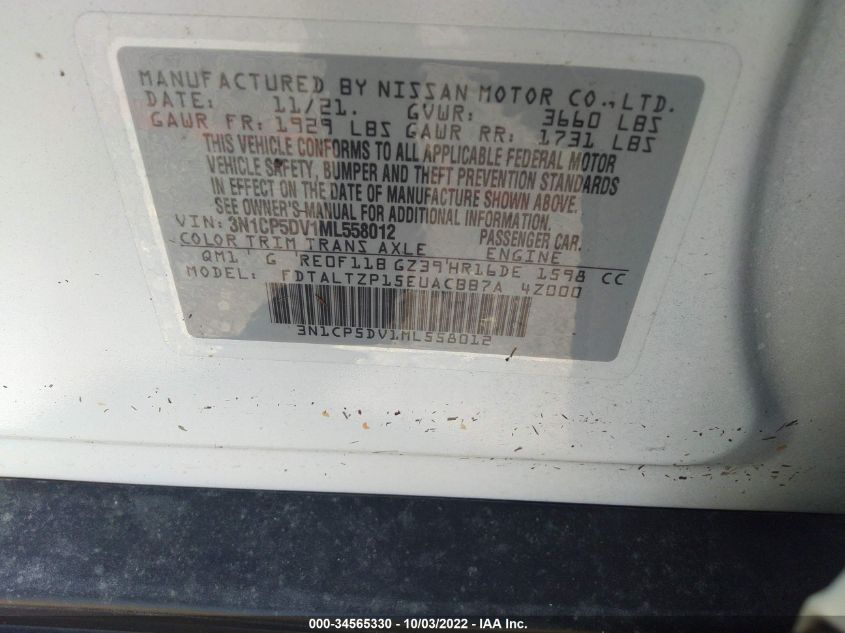 MANUFACTURED BY NISSAN MOTOR CO., LTD.
DATE: 11/21. GVWR: 3660 LBS
GAWR FR: 1929 LBS GAWR RR: 1731 LBS
THIS VEHICLE CONFORMS TO ALL APPLICABLE FEDERAL MOTOR
VEHICLE SAFETY, BUMPER AND THEFT PREVENTION STANDARDS
IN EFFECT ON THE DATE OF MANUFACTURE SHOWN ABOVE.
SEE OWNER'S MANUAL FOR ADDITIONAL INFORMATION.
VIN: 3N1CP5DV1ML558012 PASSENGER CAR.
COLOR TRIM TRANS AXLE ENGINE
QM1 G RE0F11B GZ39 HR16DE 1598 CC
MODEL: FDTALTZP15EUACBB7A 4Z000
3N1CP5DV1ML558012
000-34565330 - 10/03/2022 - IAA Inc.